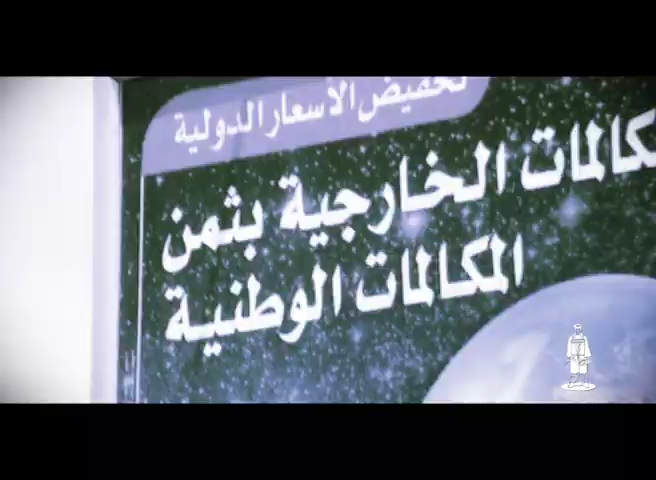 تخفيض الأسعار الدولية
المكالمات الخارجية بثمن
المكالمات الوطنية